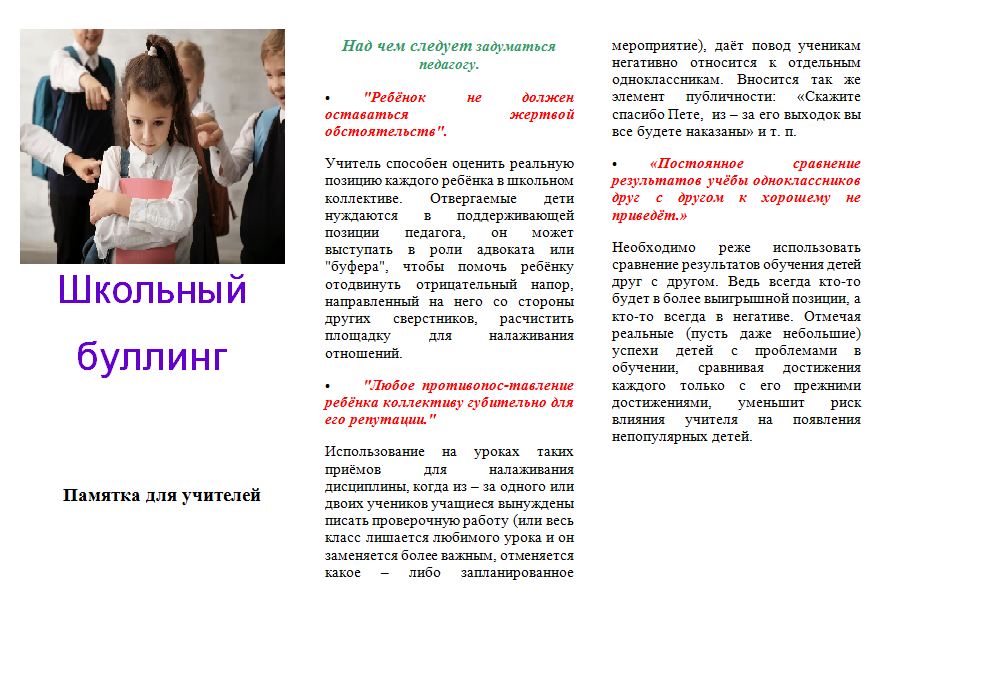 Школьный
буллинг
Памятка для учителей
Над чем следует задуматься
педагогу.
• "Ребёнок не должен
оставаться жертвой
обстоятельств".
Учитель способен оценить реальную
позицию каждого ребёнка в школьном
коллективе. Отвергаемые дети
нуждаются в поддерживающей
позиции педагога, он может
выступать в роли адвоката или
"буфера", чтобы помочь ребёнку
отодвинуть отрицательный напор,
направленный на него со стороны
других сверстников, расчистить
площадку для налаживания
отношений.
• "Любое противопос-тавление
ребёнка коллективу губительно для
его репутации."
Использование на уроках таких
приёмов для налаживания
дисциплины, когда из – за одного или
двоих учеников учащиеся вынуждены
писать проверочную работу (или весь
класс лишается любимого урока и он
заменяется более важным, отменяется
какое – либо запланированное
мероприятие), даёт повод ученикам
негативно относится к отдельным
одноклассникам. Вносится так же
элемент публичности: «Скажите
спасибо Пете, из – за его выходок вы
все будете наказаны» и т. п.
• «Постоянное сравнение
результатов учёбы одноклассников
друг с другом к хорошему не
приведёт.»
Необходимо реже использовать
сравнение результатов обучения детей
друг с другом. Ведь всегда кто-то
будет в более выигрышной позиции, а
кто-то всегда в негативе. Отмечая
реальные (пусть даже небольшие)
успехи детей с проблемами в
обучении, сравнивая достижения
каждого только с его прежними
достижениями, уменьшит риск
влияния учителя на появления
непопулярных детей.